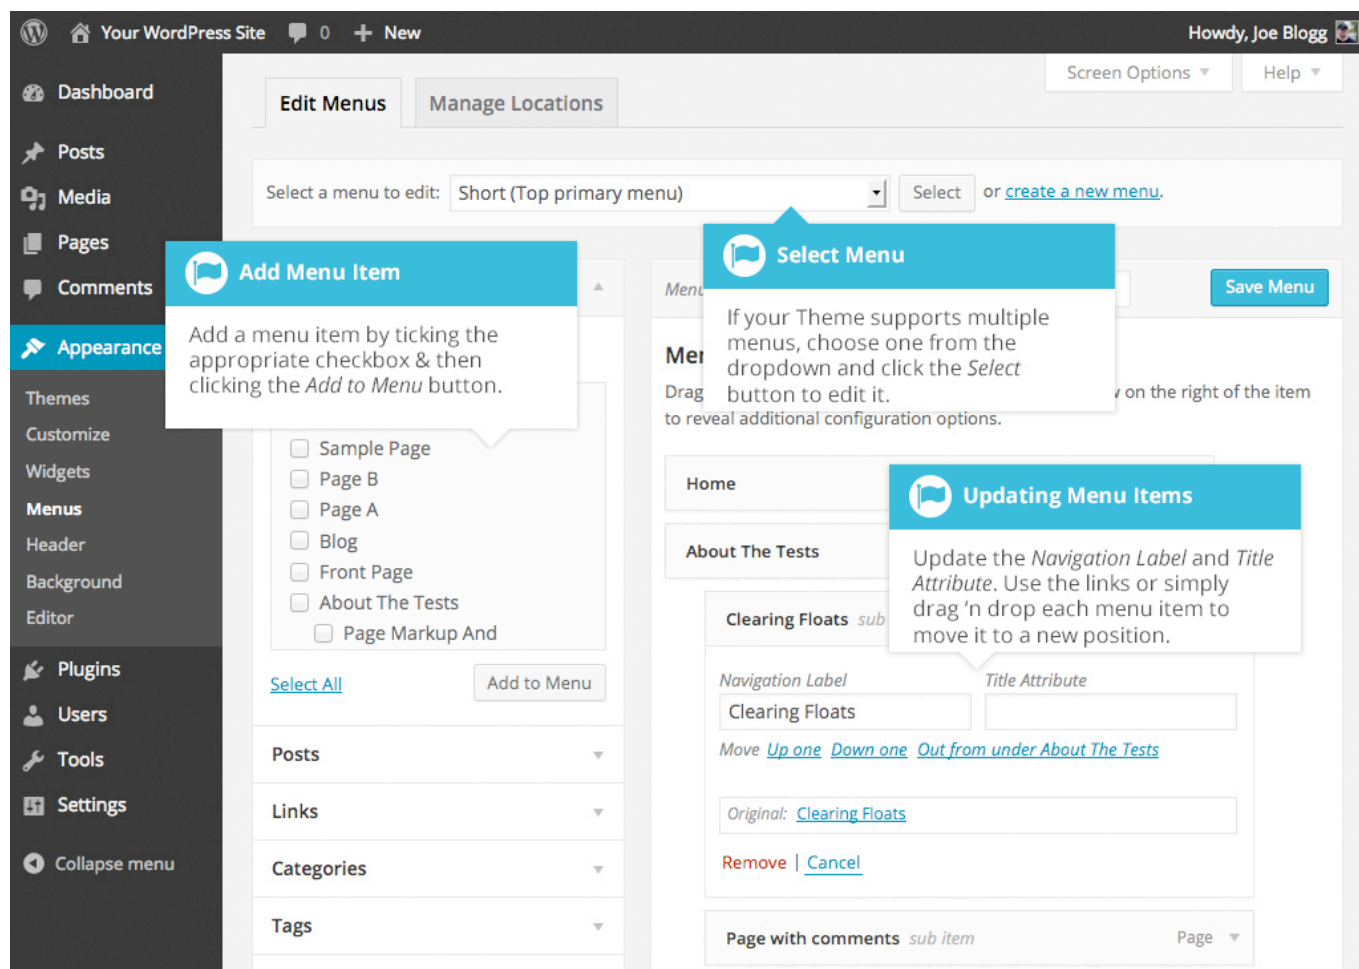 Your WordPress Site 0 + New Howdy, Joe Blogg
Screen Options Help
Dashboard
Posts
Media
Pages
Comments
Appearance
Themes
Customize
Widgets
Menus
Header
Background
Editor
Plugins
Users
Tools
Settings
Collapse menu
Edit Menus Manage Locations
Select a menu to edit: Short (Top primary menu) Select or create a new menu.
Add Menu Item
Add a menu item by ticking the
appropriate checkbox & then
clicking the Add to Menu button.
Sample Page
Page B
Page A
Blog
Front Page
About The Tests
Page Markup And
Select All Add to Menu
Posts
Links
Categories
Tags
Select Menu
If your Theme supports multiple
menus, choose one from the
dropdown and click the Select
button to edit it.
Save Menu
on the right of the item
to reveal additional configuration options.
Home
About The Tests
Updating Menu Items
Update the Navigation Label and Title
Attribute. Use the links or simply
drag ‘n drop each menu item to
move it to a new position.
Clearing Floats sub
Navigation Label Title Attribute
Clearing Floats
Move Up one Down one Out from under About The Tests
Original: Clearing Floats
Remove | Cancel
Page with comments sub item Page